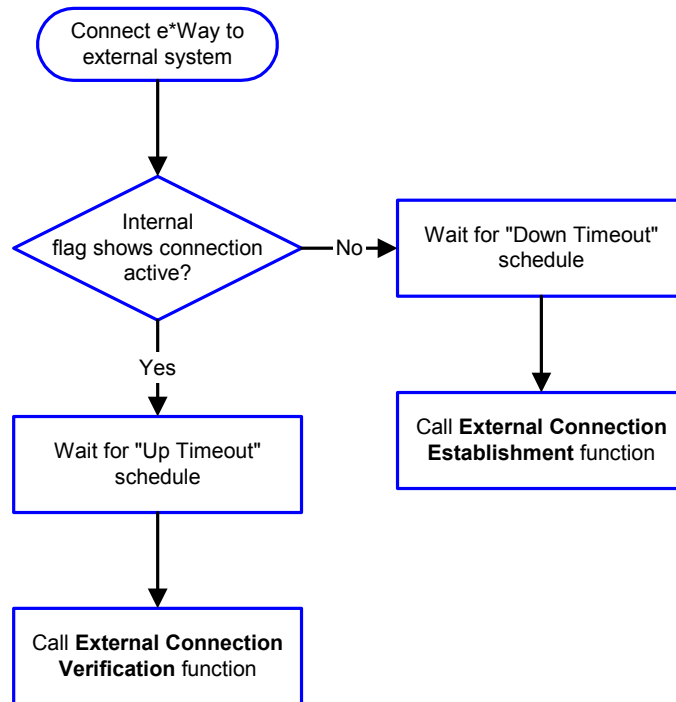 Connect e*Way to
external system
Internal
flag shows connection
active?
No
Wait for "Down Timeout"
schedule
Yes
Call External Connection
Establishment function
Wait for "Up Timeout"
schedule
Call External Connection
Verification function